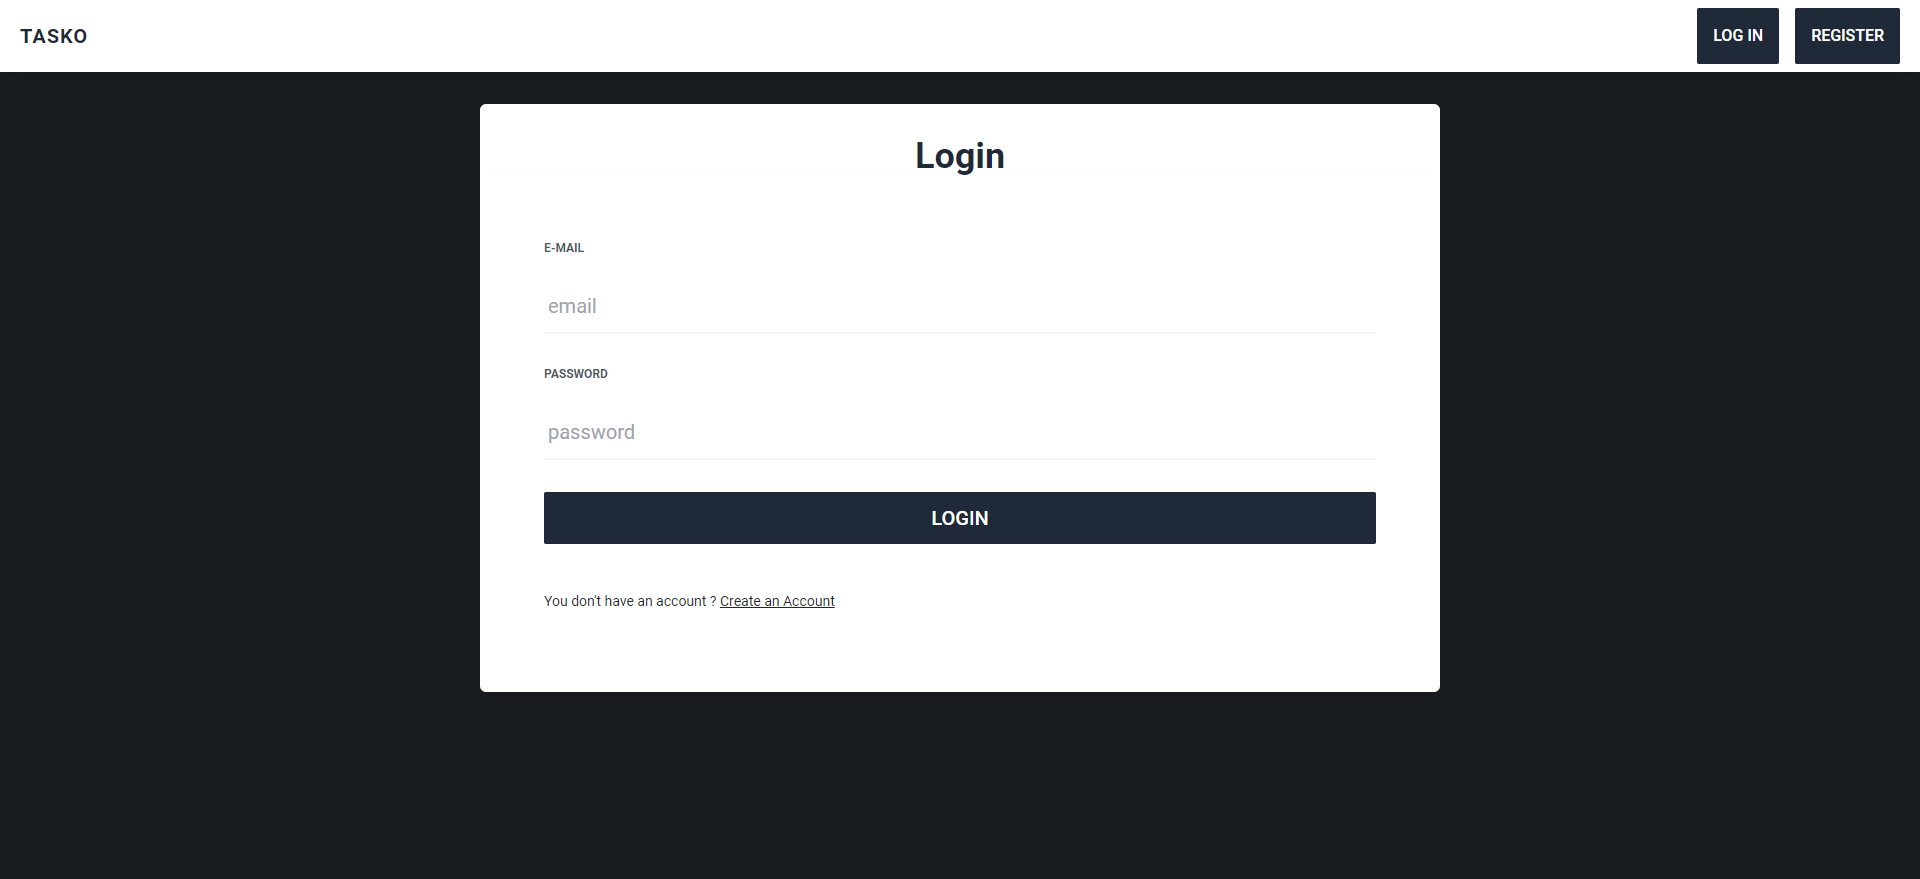 TASKO
LOG IN
REGISTER
Login
E-MAIL
email
PASSWORD
password
LOGIN
You don't have an account ? Create an Account